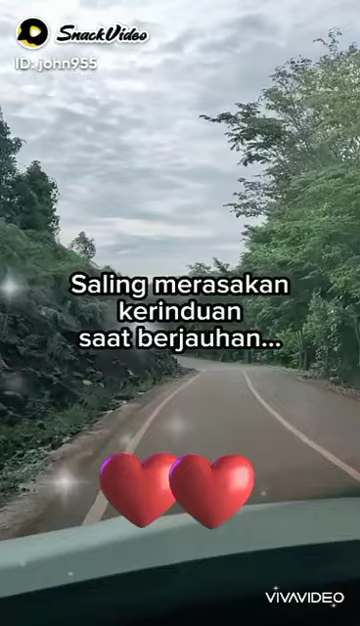 SnackVideo
ID: john955
Saling merasakan
kerinduan
saat berjauhan...
VIVAVIDEO